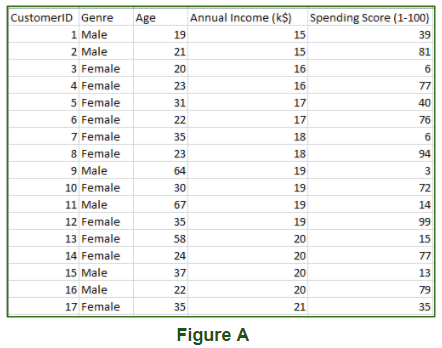 CustomerID Genre Age Annual Income (k$) Spending Score (1-100)
1 Male 19 15 39
2 Male 21 15 81
3 Female 20 16 6
4 Female 23 16 77
5 Female 31 17 40
6 Female 22 17 76
7 Female 35 18 6
8 Female 23 18 94
9 Male 64 19 3
10 Female 30 19 72
11 Male 67 19 14
12 Female 35 19 99
13 Female 58 20 15
14 Female 24 20 77
15 Male 37 20 13
16 Male 22 20 79
17 Female 35 21 35
Figure A